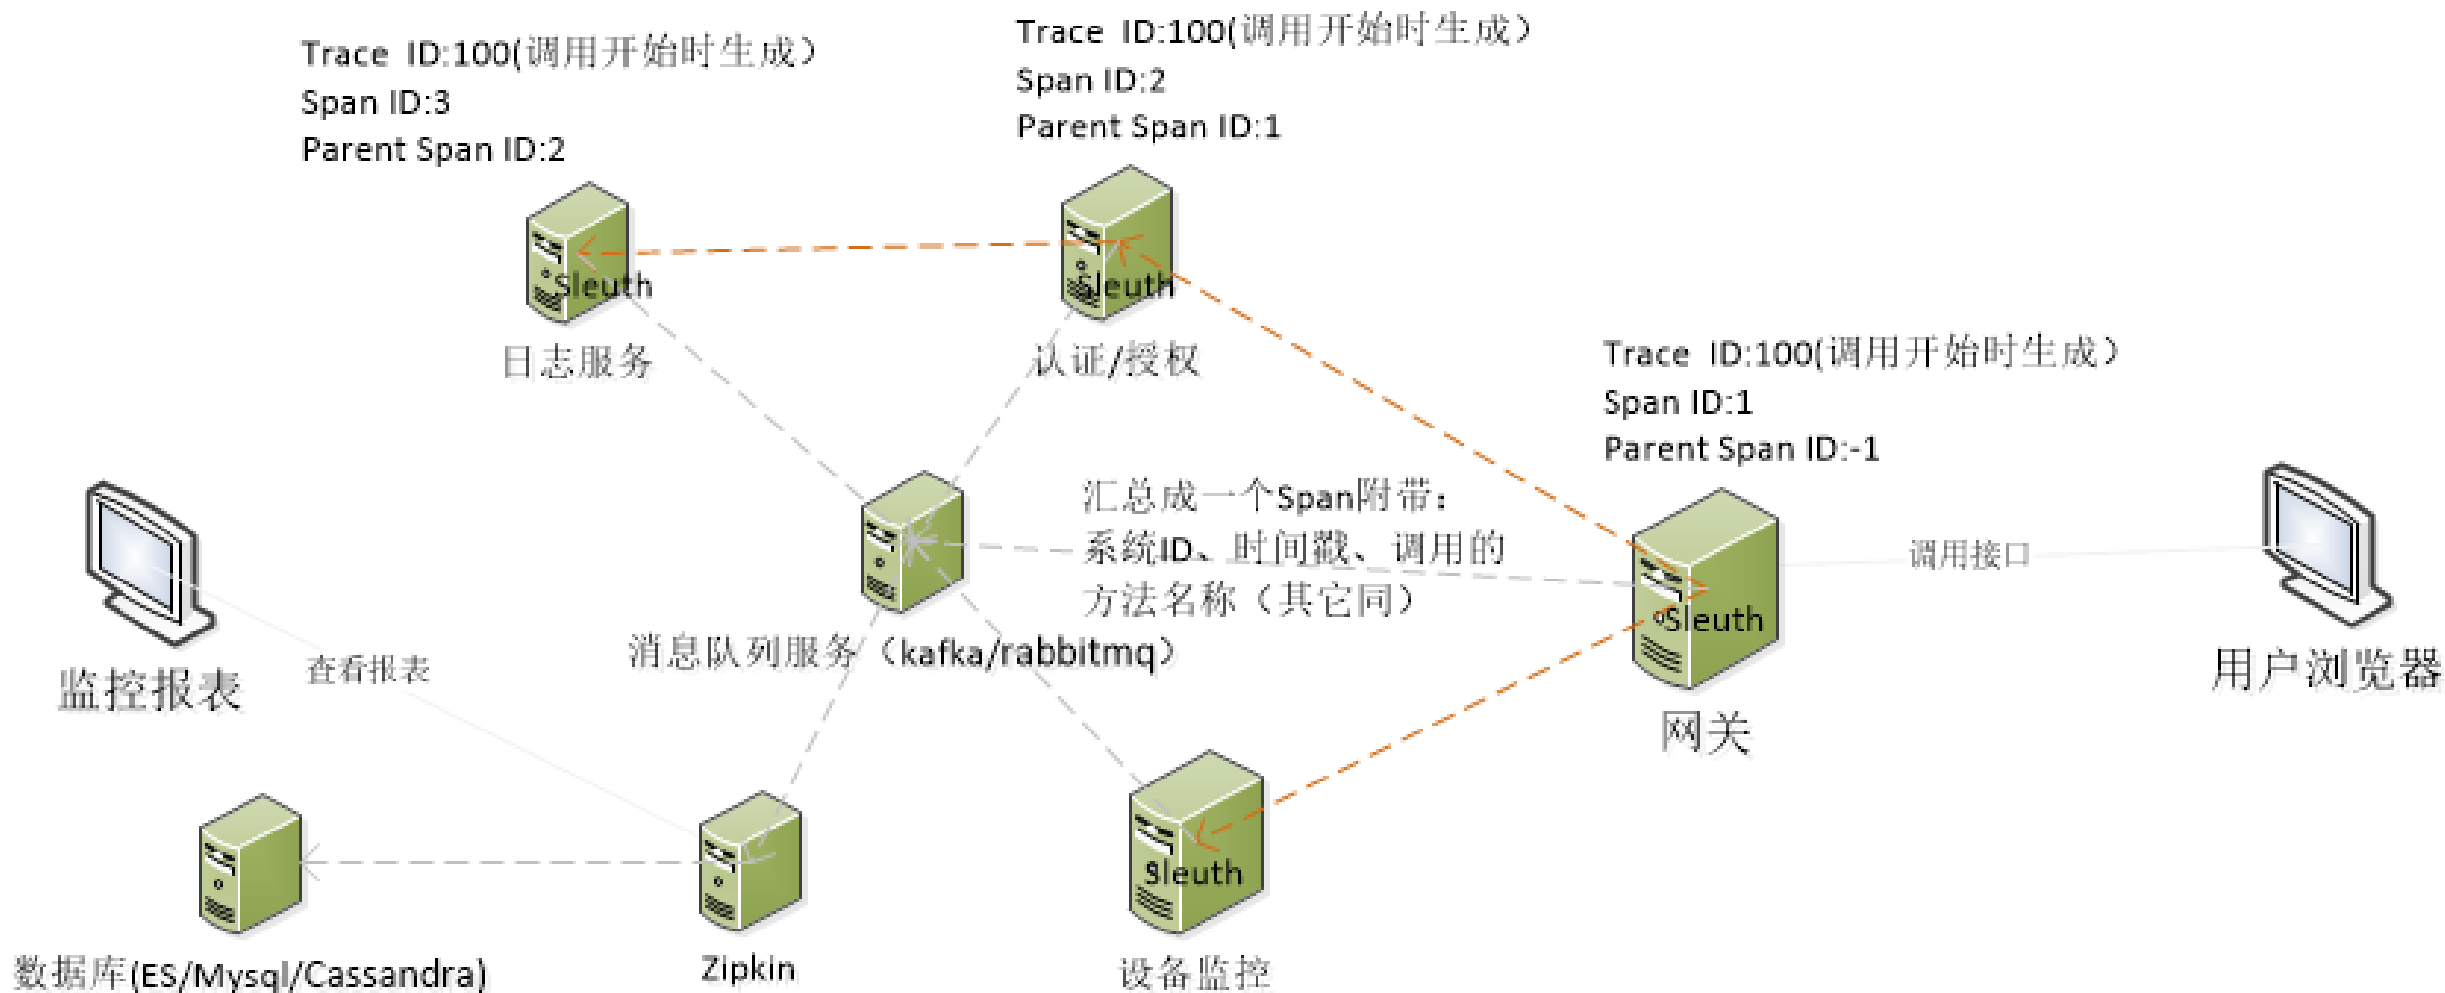 Trace ID:100(调用开始时生成）
Span ID:3
Parent Span ID:2
Trace ID:100(调用开始时生成）
Span ID:2
Parent Span ID:1
Sleuth
日志服务
Sleuth
认证/授权
Trace ID:100(调用开始时生成）
Span ID:1
Parent Span ID:-1
汇总成一个Span附带：
系统ID、时间戳、调用的
方法名称（其它同）
调用接口
Sleuth
网关
用户浏览器
消息队列服务（kafka/rabbitmq）
监控报表
查看报表
Sleuth
设备监控
Zipkin
数据库(ES/Mysql/Cassandra)